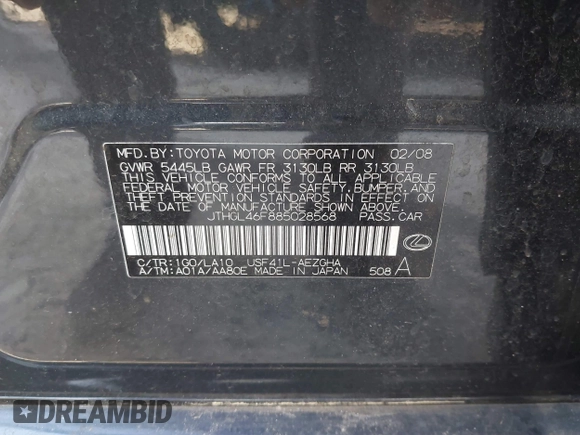 MFD. BY: TOYOTA MOTOR CORPORATION 02/08
GVWR 5445LB GAWR FR 3130LB RR 3130LB
THIS VEHICLE CONFORMS TO ALL APPLICABLE
FEDERAL MOTOR VEHICLE SAFETY, BUMPER, AND
THEFT PREVENTION STANDARDS IN EFFECT ON
THE DATE OF MANUFACTURE SHOWN ABOVE.
JTHGL46F885028568 PASS. CAR
C/TR: 1G0/LA10 USF41L-AEZGHA
A/TM: A01A/AA80E MADE IN JAPAN 508 A
DREAMBID